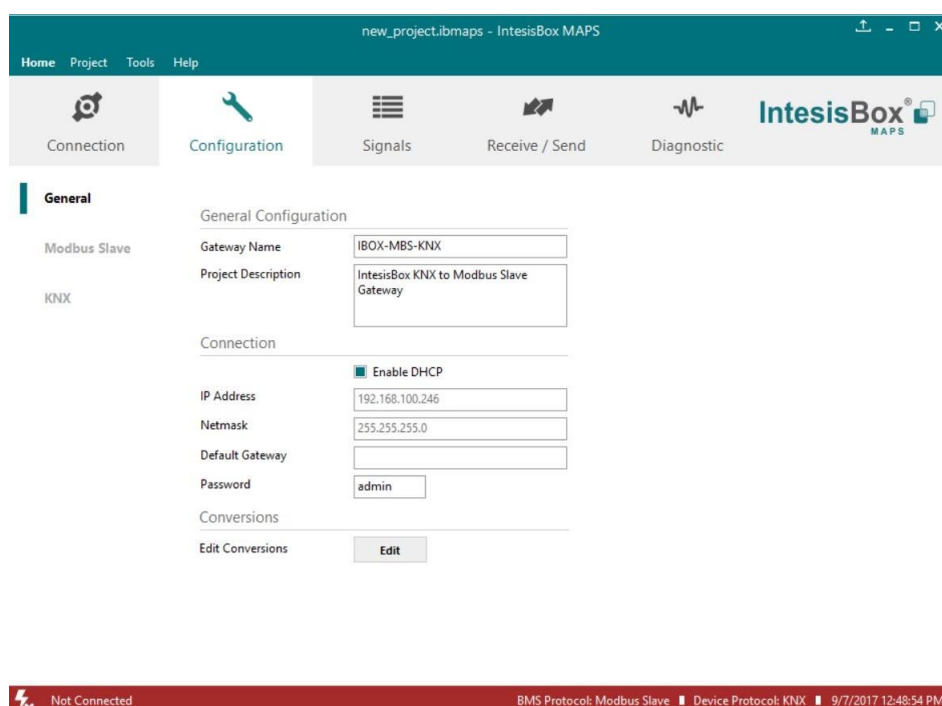 new_project.ibmaps - IntesisBox MAPS
Home Project Tools Help
Connection Configuration Signals Receive / Send Diagnostic IntesisBox® MAPS
General
Modbus Slave
KNX
General Configuration
Gateway Name IBOX-MBS-KNX
Project Description IntesisBox KNX to Modbus Slave
Gateway
Connection
Enable DHCP
IP Address 192.168.100.246
Netmask 255.255.255.0
Default Gateway
Password admin
Conversions
Edit Conversions Edit
Not Connected BMS Protocol: Modbus Slave Device Protocol: KNX 9/7/2017 12:48:54 PM